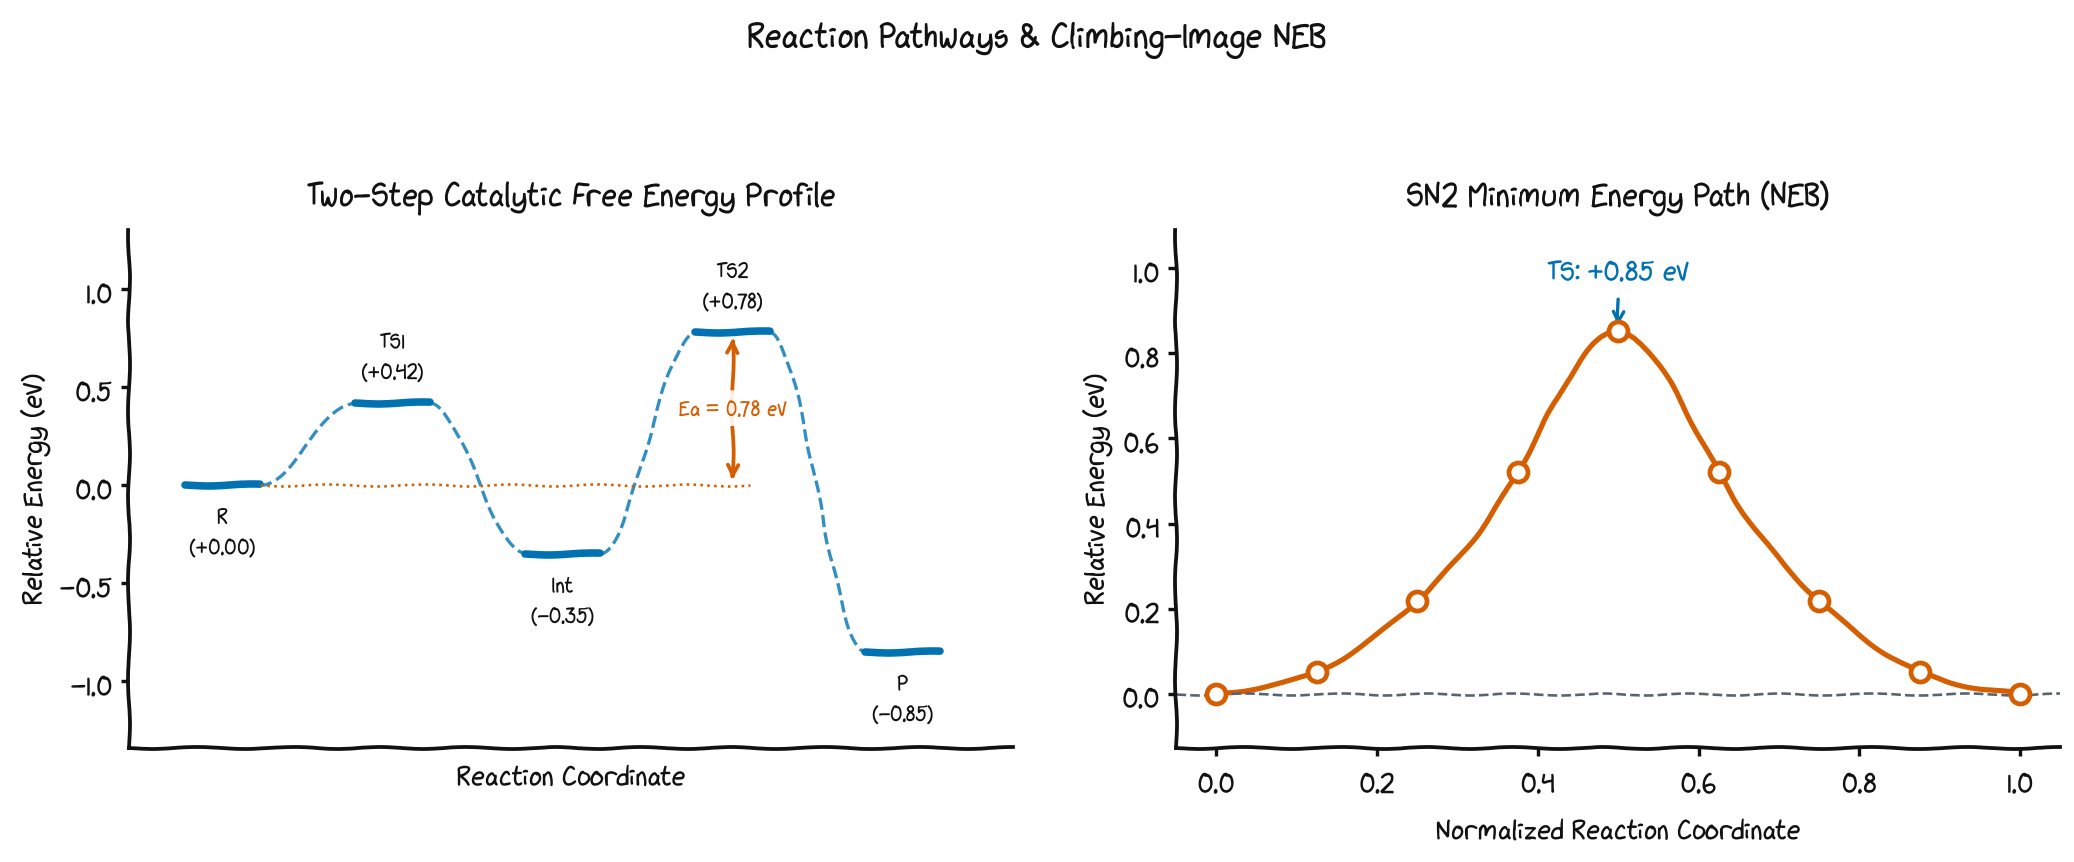 Reaction Pathways & Climbing-Image NEB
Two-Step Catalytic Free Energy Profile
Relative Energy (eV)
1.0
0.5
0.0
−0.5
−1.0
R
(+0.00)
TS1
(+0.42)
Int
(−0.35)
TS2
(+0.78)
Ea = 0.78 eV
P
(−0.85)
Reaction Coordinate
SN2 Minimum Energy Path (NEB)
Relative Energy (eV)
1.0
0.8
0.6
0.4
0.2
0.0
TS: +0.85 eV
0.0 0.2 0.4 0.6 0.8 1.0
Normalized Reaction Coordinate